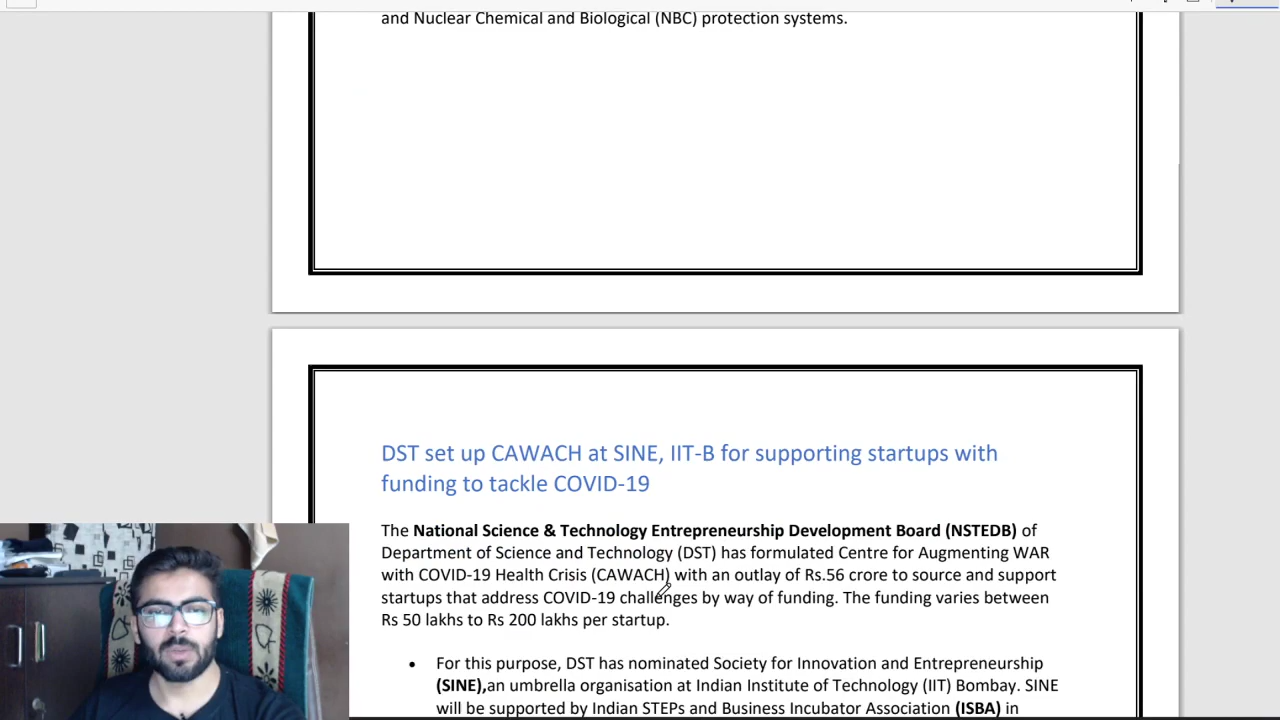 and Nuclear Chemical and Biological (NBC) protection systems.
DST set up CAWACH at SINE, IIT-B for supporting startups with
funding to tackle COVID-19
The National Science & Technology Entrepreneurship Development Board (NSTEDB) of
Department of Science and Technology (DST) has formulated Centre for Augmenting WAR
with COVID-19 Health Crisis (CAWACH) with an outlay of Rs.56 crore to source and support
startups that address COVID-19 challenges by way of funding. The funding varies between
Rs 50 lakhs to Rs 200 lakhs per startup.
• For this purpose, DST has nominated Society for Innovation and Entrepreneurship
(SINE),an umbrella organisation at Indian Institute of Technology (IIT) Bombay. SINE
will be supported by Indian STEPs and Business Incubator Association (ISBA) in